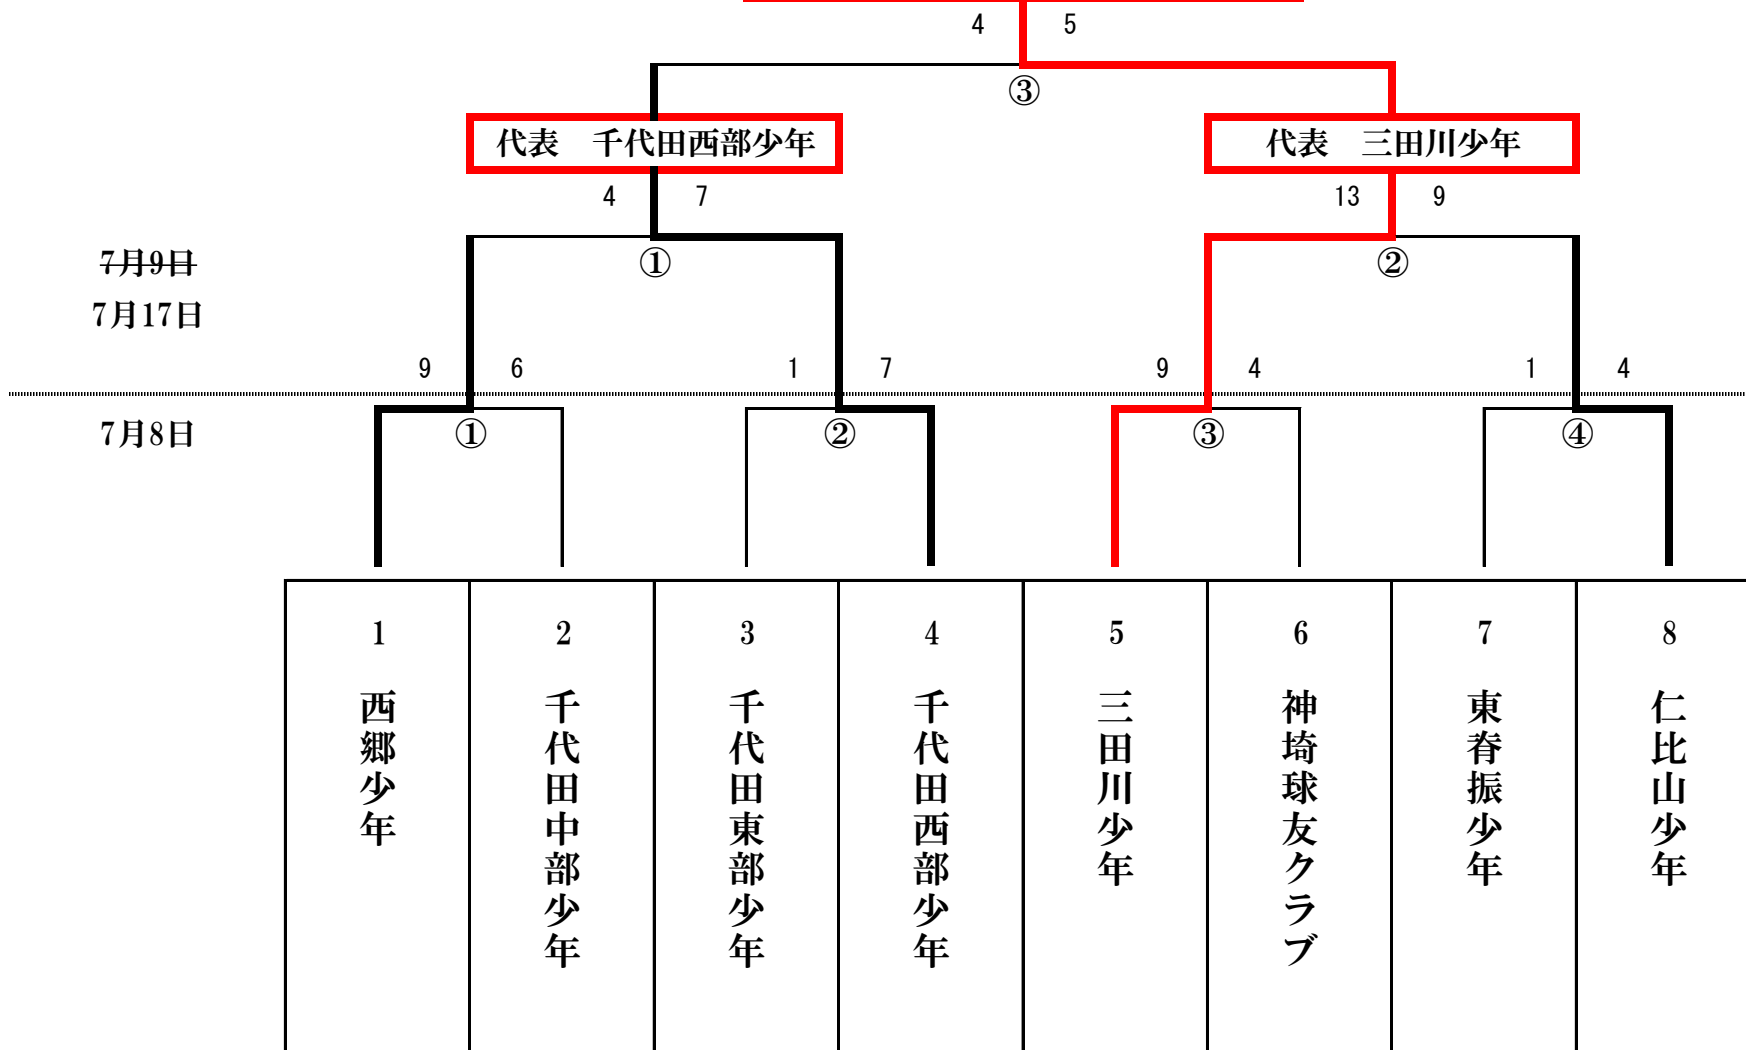 4 5
③
代表　千代田西部少年
代表　三田川少年
4 7
13 9
7月9日
①
②
7月17日
9 6
1 7
9 4
1 4
7月8日
①
②
③
④
1 西郷少年
2 千代田中部少年
3 千代田東部少年
4 千代田西部少年
5 三田川少年
6 神埼球友クラブ
7 東脊振少年
8 仁比山少年